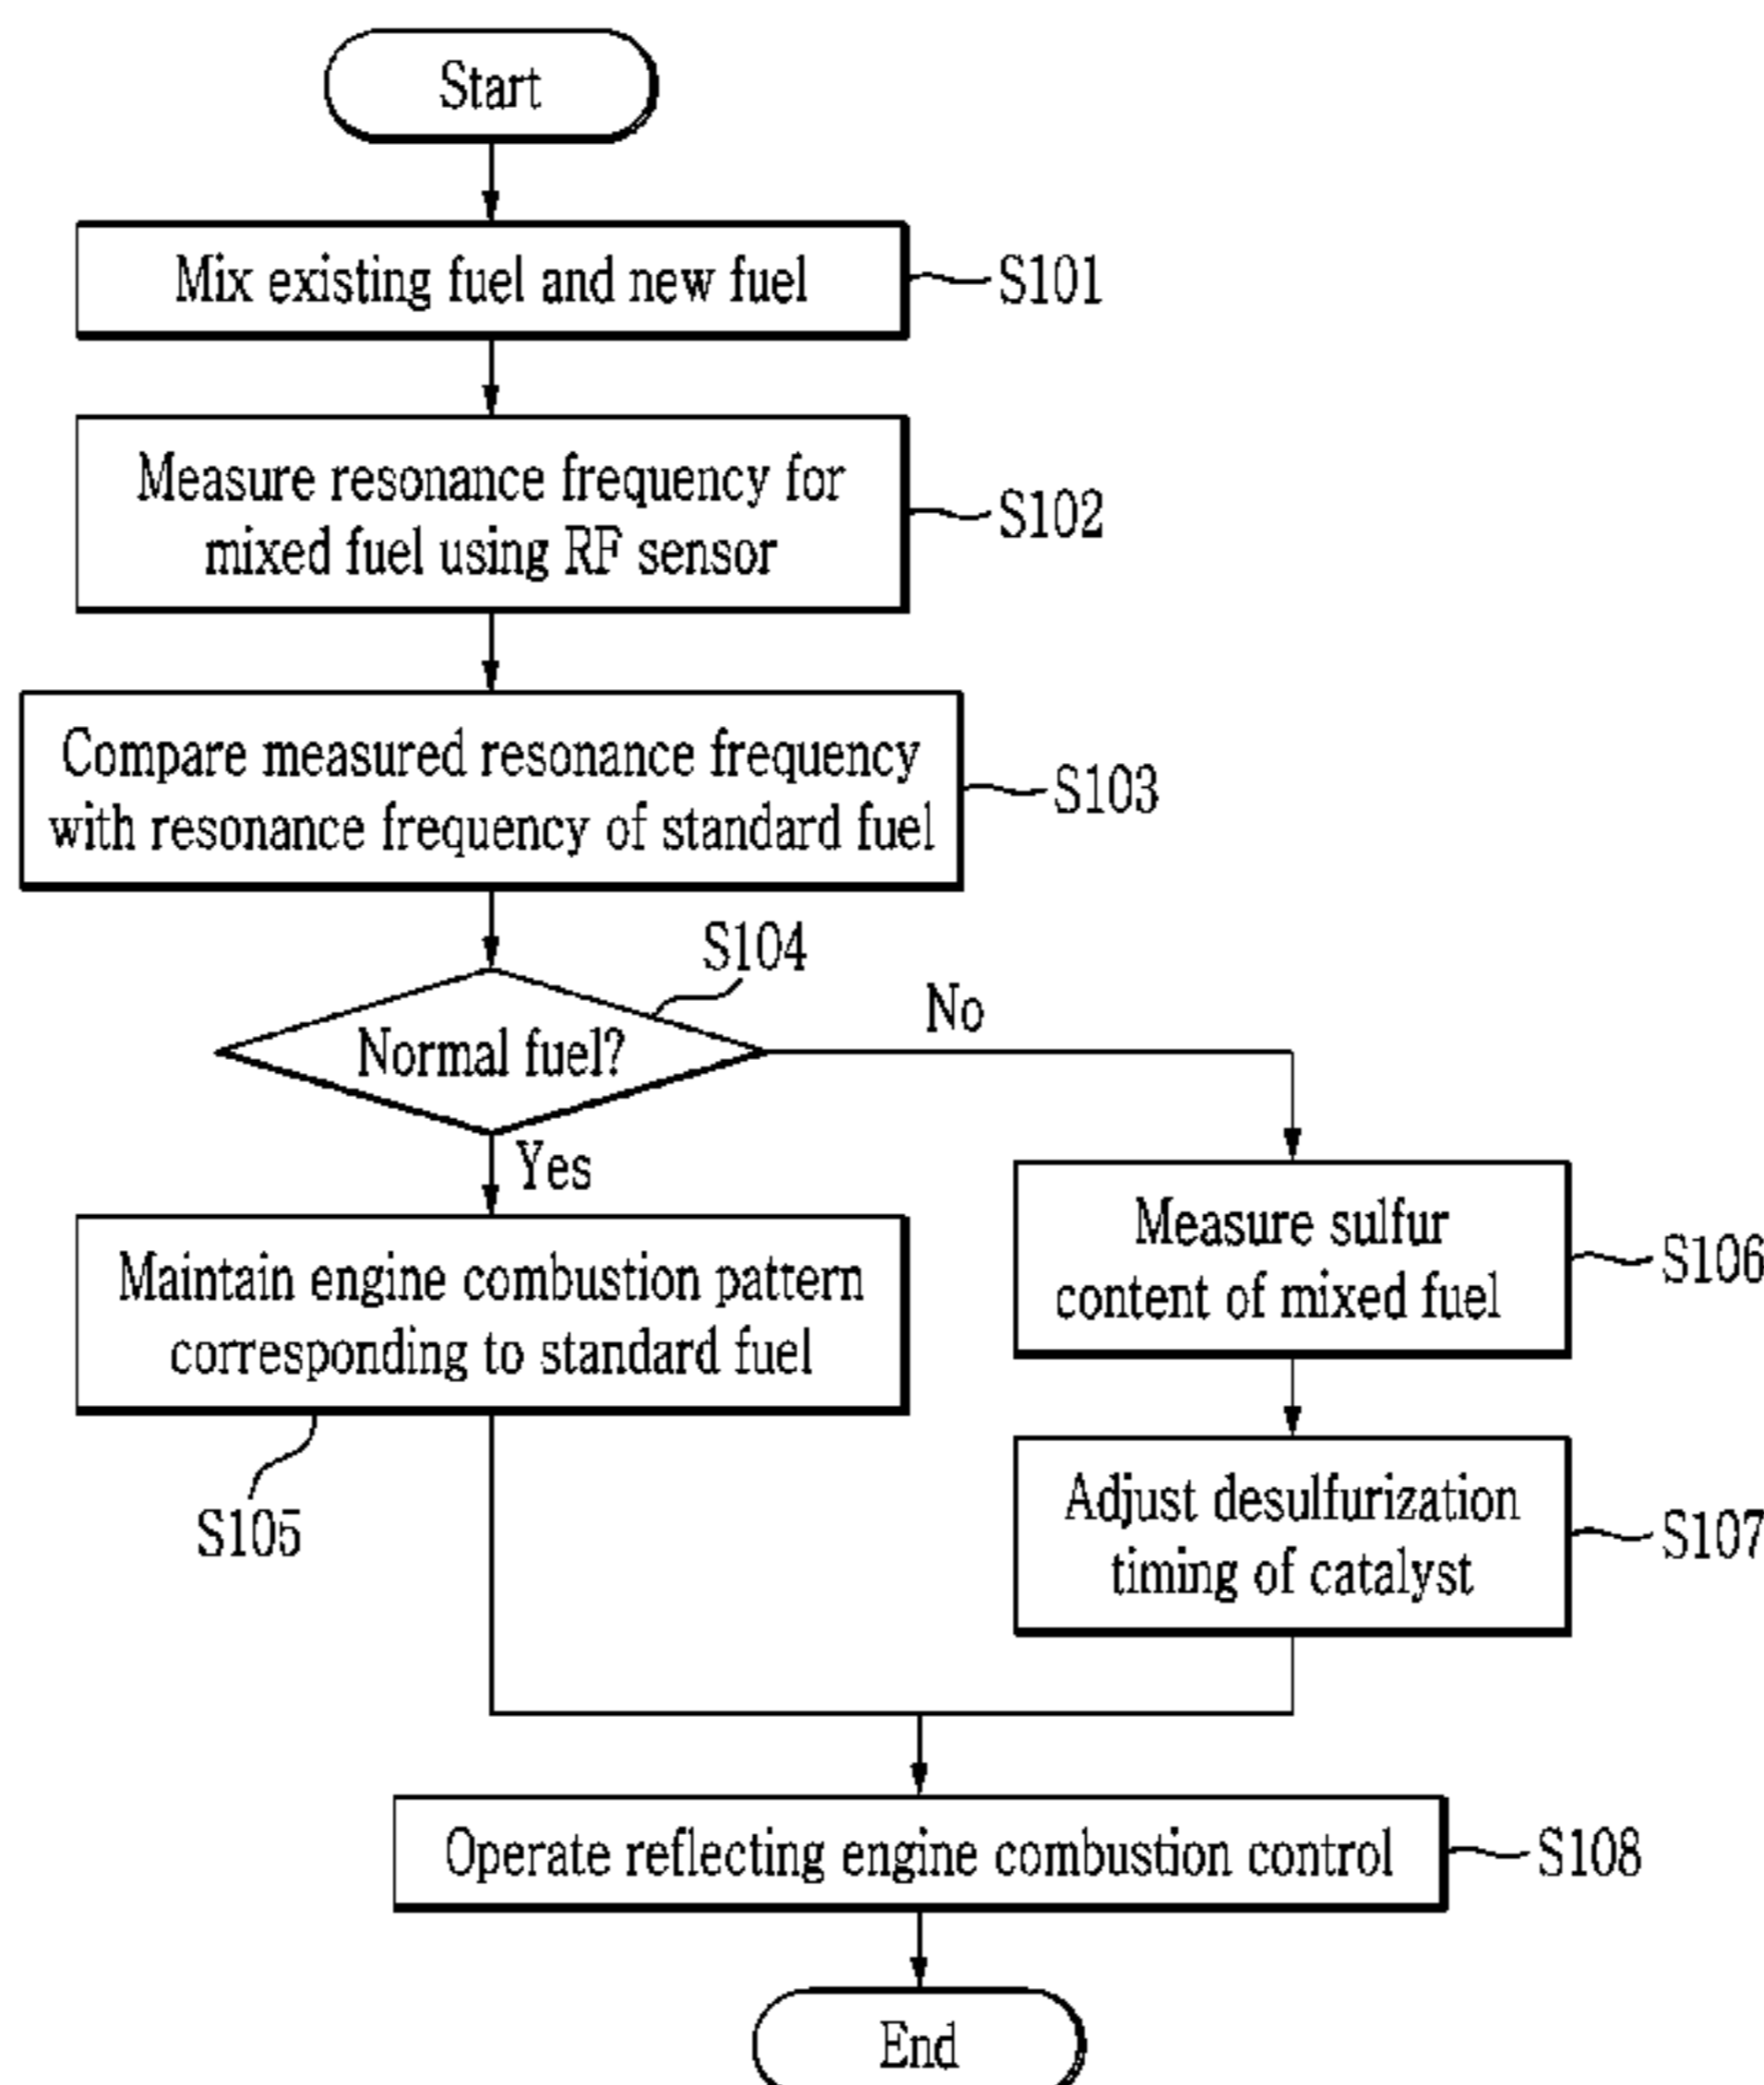 Start
Mix existing fuel and new fuel
S101
Measure resonance frequency for
mixed fuel using RF sensor
S102
Compare measured resonance frequency
with resonance frequency of standard fuel
S103
S104
Normal fuel?
No
Yes
Maintain engine combustion pattern
corresponding to standard fuel
S105
Measure sulfur
content of mixed fuel
S106
Adjust desulfurization
timing of catalyst
S107
Operate reflecting engine combustion control
S108
End